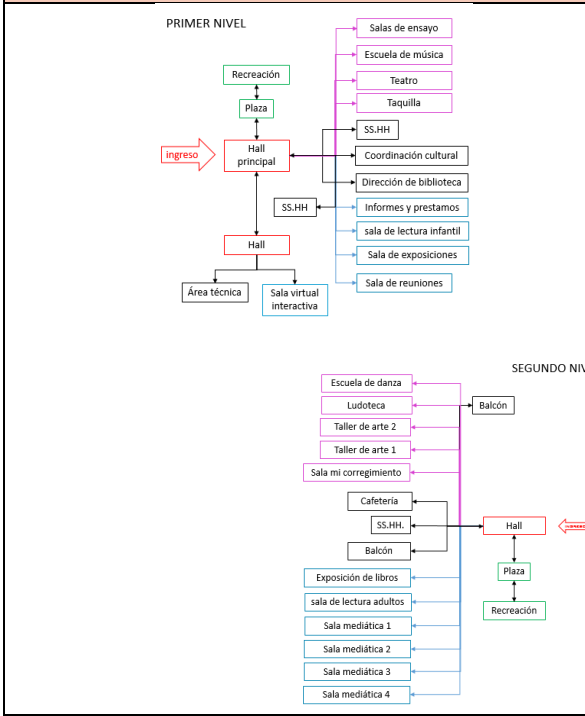 PRIMER NIVEL
Salas de ensayo
Escuela de música
Recreación
Teatro
Taquilla
Plaza
SS.HH
ingreso
Hall
principal
Coordinación cultural
Dirección de biblioteca
SS.HH
Informes y prestamos
sala de lectura infantil
Hall
Sala de exposiciones
Sala de reuniones
Área técnica
Sala virtual
interactiva
SEGUNDO NIV
Escuela de danza
Ludoteca
Balcón
Taller de arte 2
Taller de arte 1
Sala mi corregimiento
Cafetería
SS.HH.
Hall
Balcón
Plaza
Exposición de libros
sala de lectura adultos
Recreación
Sala mediática 1
Sala mediática 2
Sala mediática 3
Sala mediática 4